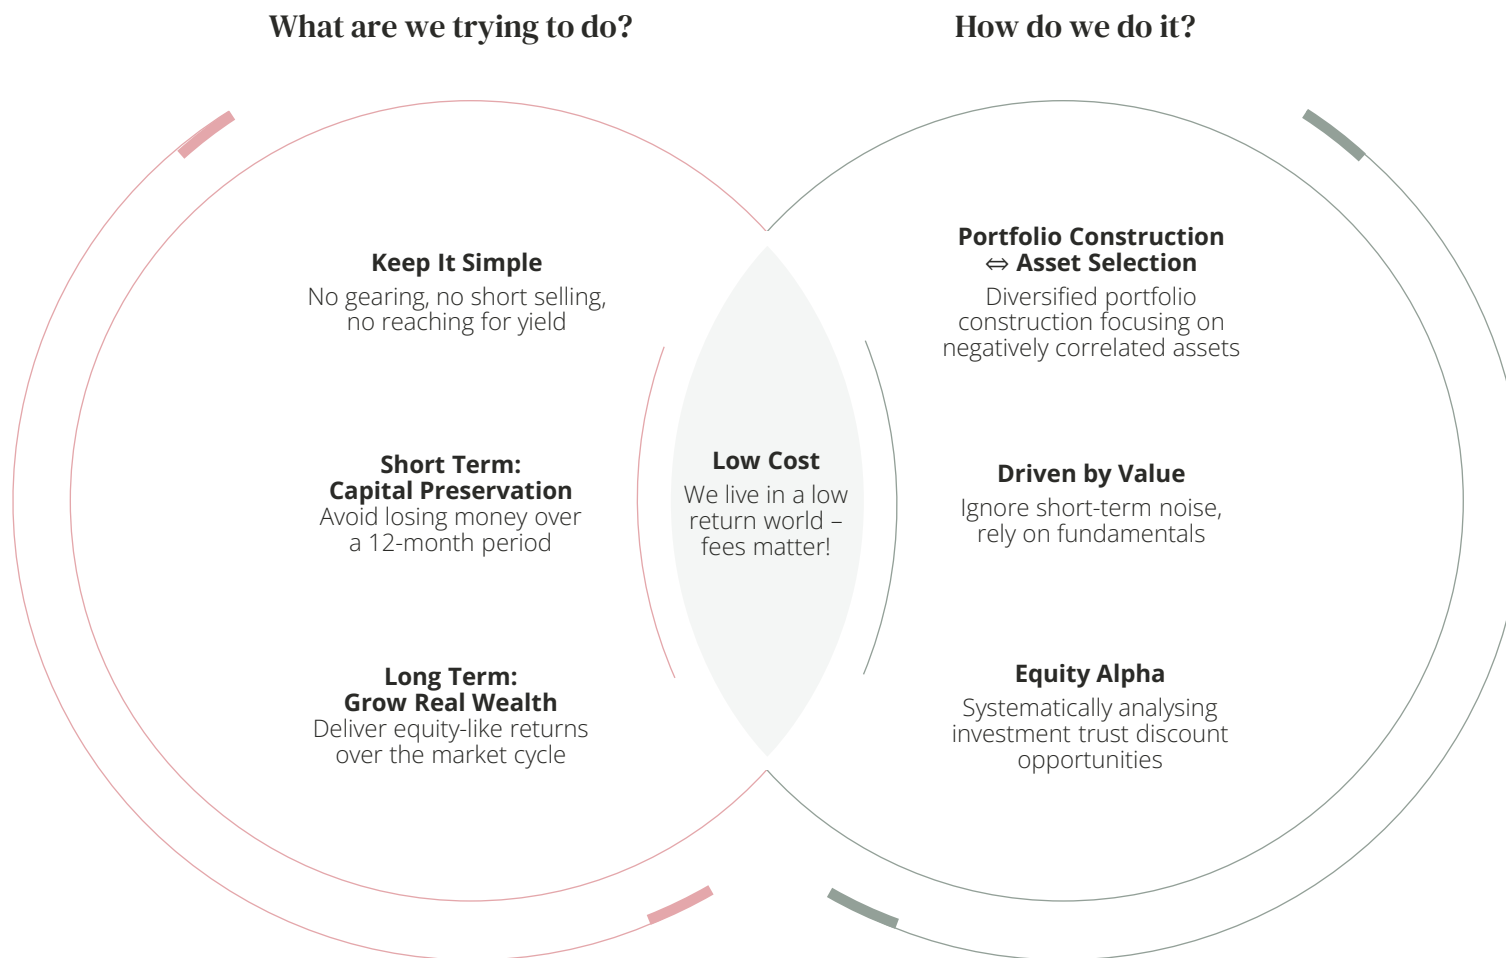 What are we trying to do?
How do we do it?
Keep It Simple
No gearing, no short selling,
no reaching for yield
Short Term:
Capital Preservation
Avoid losing money over
a 12-month period
Long Term:
Grow Real Wealth
Deliver equity-like returns
over the market cycle
Low Cost
We live in a low
return world –
fees matter!
Portfolio Construction
⇔ Asset Selection
Diversified portfolio
construction focusing on
negatively correlated assets
Driven by Value
Ignore short-term noise,
rely on fundamentals
Equity Alpha
Systematically analysing
investment trust discount
opportunities